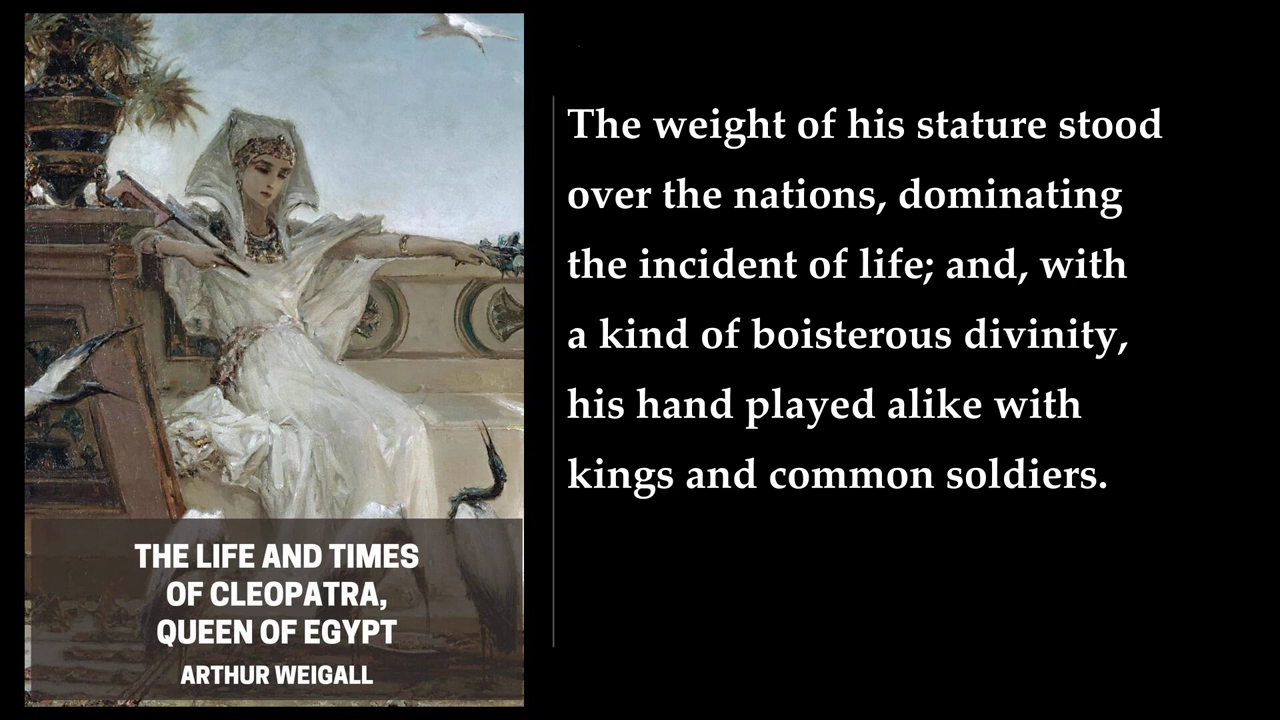 THE LIFE AND TIMES
OF CLEOPATRA,
QUEEN OF EGYPT
ARTHUR WEIGALL
The weight of his stature stood
over the nations, dominating
the incident of life; and, with
a kind of boisterous divinity,
his hand played alike with
kings and common soldiers.